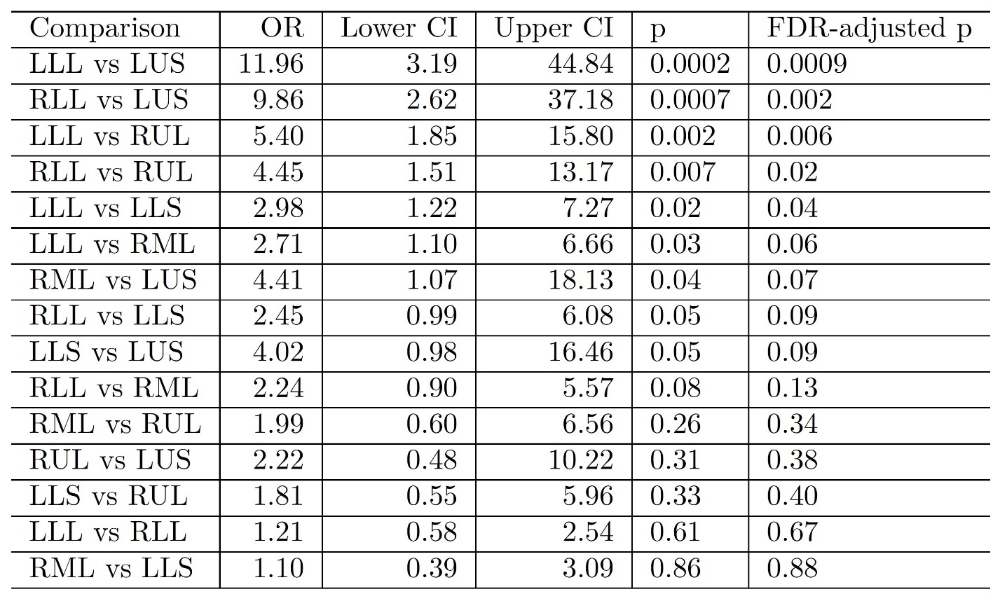 Comparison OR Lower CI Upper CI p FDR-adjusted p
LLL vs LUS 11.96 3.19 44.84 0.0002 0.0009
RLL vs LUS 9.86 2.62 37.18 0.0007 0.002
LLL vs RUL 5.40 1.85 15.80 0.002 0.006
RLL vs RUL 4.45 1.51 13.17 0.007 0.02
LLL vs LLS 2.98 1.22 7.27 0.02 0.04
LLL vs RML 2.71 1.10 6.66 0.03 0.06
RML vs LUS 4.41 1.07 18.13 0.04 0.07
RLL vs LLS 2.45 0.99 6.08 0.05 0.09
LLS vs LUS 4.02 0.98 16.46 0.05 0.09
RLL vs RML 2.24 0.90 5.57 0.08 0.13
RML vs RUL 1.99 0.60 6.56 0.26 0.34
RUL vs LUS 2.22 0.48 10.22 0.31 0.38
LLS vs RUL 1.81 0.55 5.96 0.33 0.40
LLL vs RLL 1.21 0.58 2.54 0.61 0.67
RML vs LLS 1.10 0.39 3.09 0.86 0.88